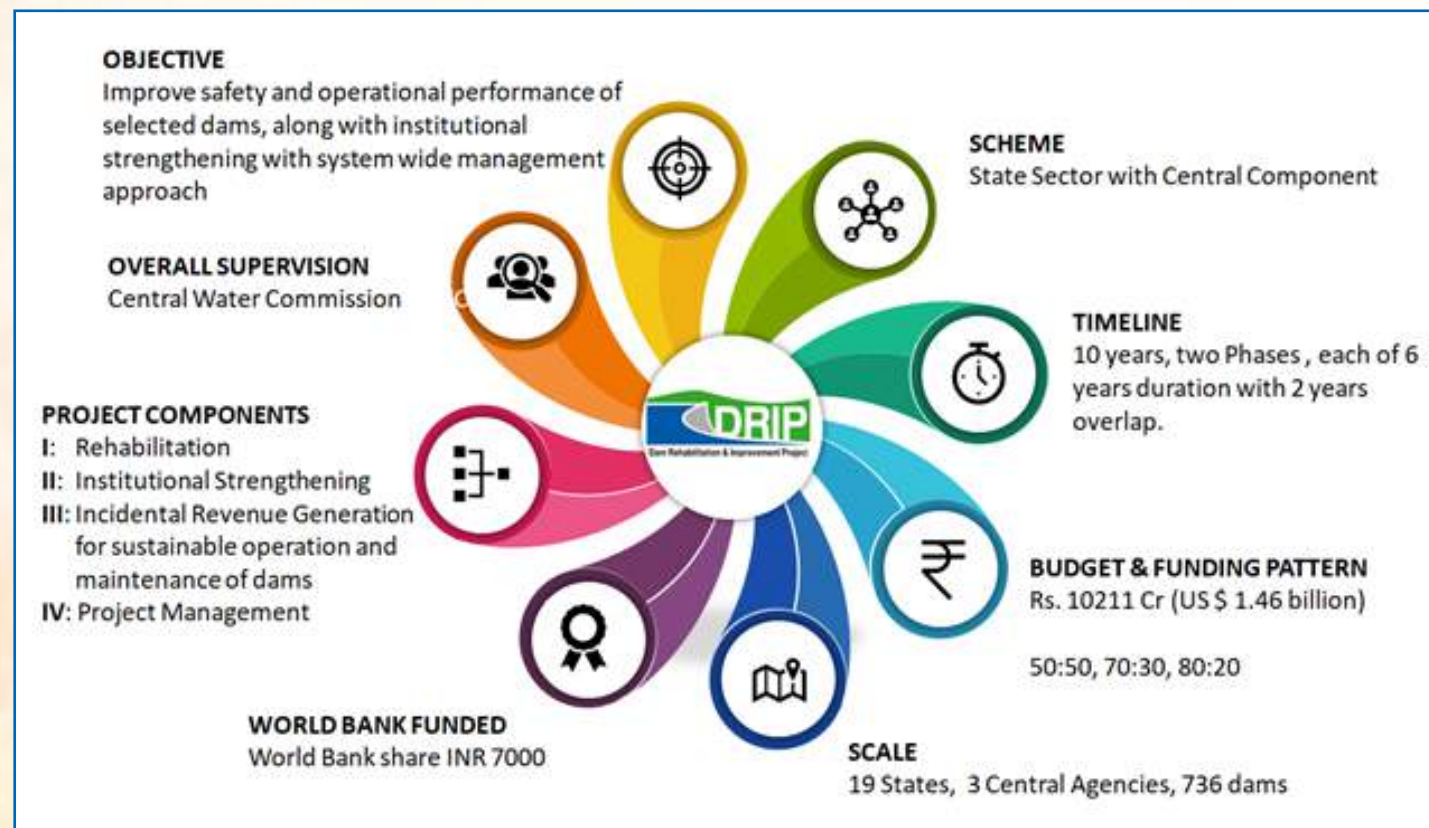 OBJECTIVE
Improve safety and operational performance of
selected dams, along with institutional
strengthening with system wide management
approach
SCHEME
State Sector with Central Component
OVERALL SUPERVISION
Central Water Commission
TIMELINE
10 years, two Phases , each of 6
years duration with 2 years
overlap.
DRIP
Dam Rehabilitation & Improvement Project
PROJECT COMPONENTS
I: Rehabilitation
II: Institutional Strengthening
III: Incidental Revenue Generation
for sustainable operation and
maintenance of dams
IV: Project Management
₹
BUDGET & FUNDING PATTERN
Rs. 10211 Cr (US $ 1.46 billion)
50:50, 70:30, 80:20
WORLD BANK FUNDED
World Bank share INR 7000
SCALE
19 States, 3 Central Agencies, 736 dams